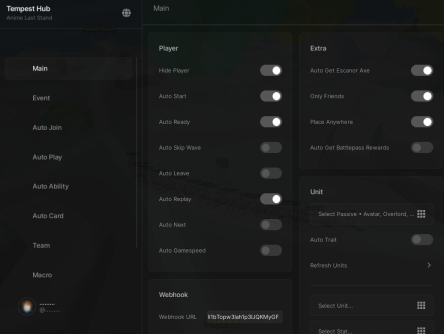 Tempest Hub
Anime Last Stand
Main
Event
Auto Join
Auto Play
Auto Ability
Auto Card
Team
Macro
Main
Player
Hide Player
Auto Start
Auto Ready
Auto Skip Wave
Auto Leave
Auto Replay
Auto Next
Auto Gamespeed
Webhook
Webhook URL
Extra
Auto Get Escanor Axe
Only Friends
Place Anywhere
Auto Get Battlepass Rewards
Unit
Select Passive • Avatar, Overlord, ...
Auto Trait
Refresh Units
Select Unit...
Select Stat...